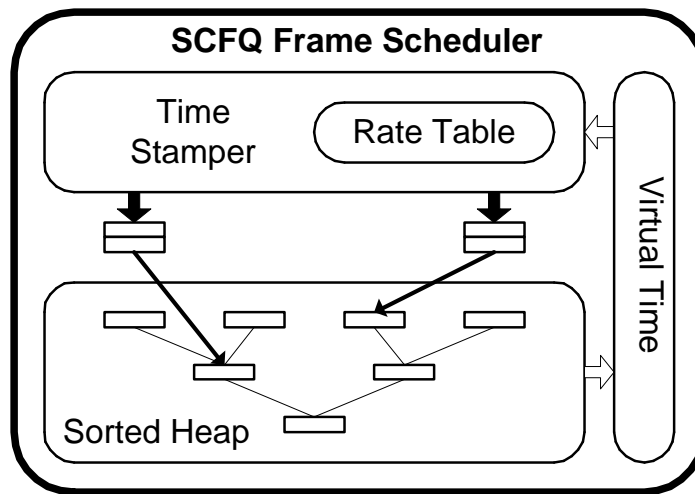 SCFQ Frame Scheduler
Time
Stamper
Rate Table
Virtual Time
Sorted Heap